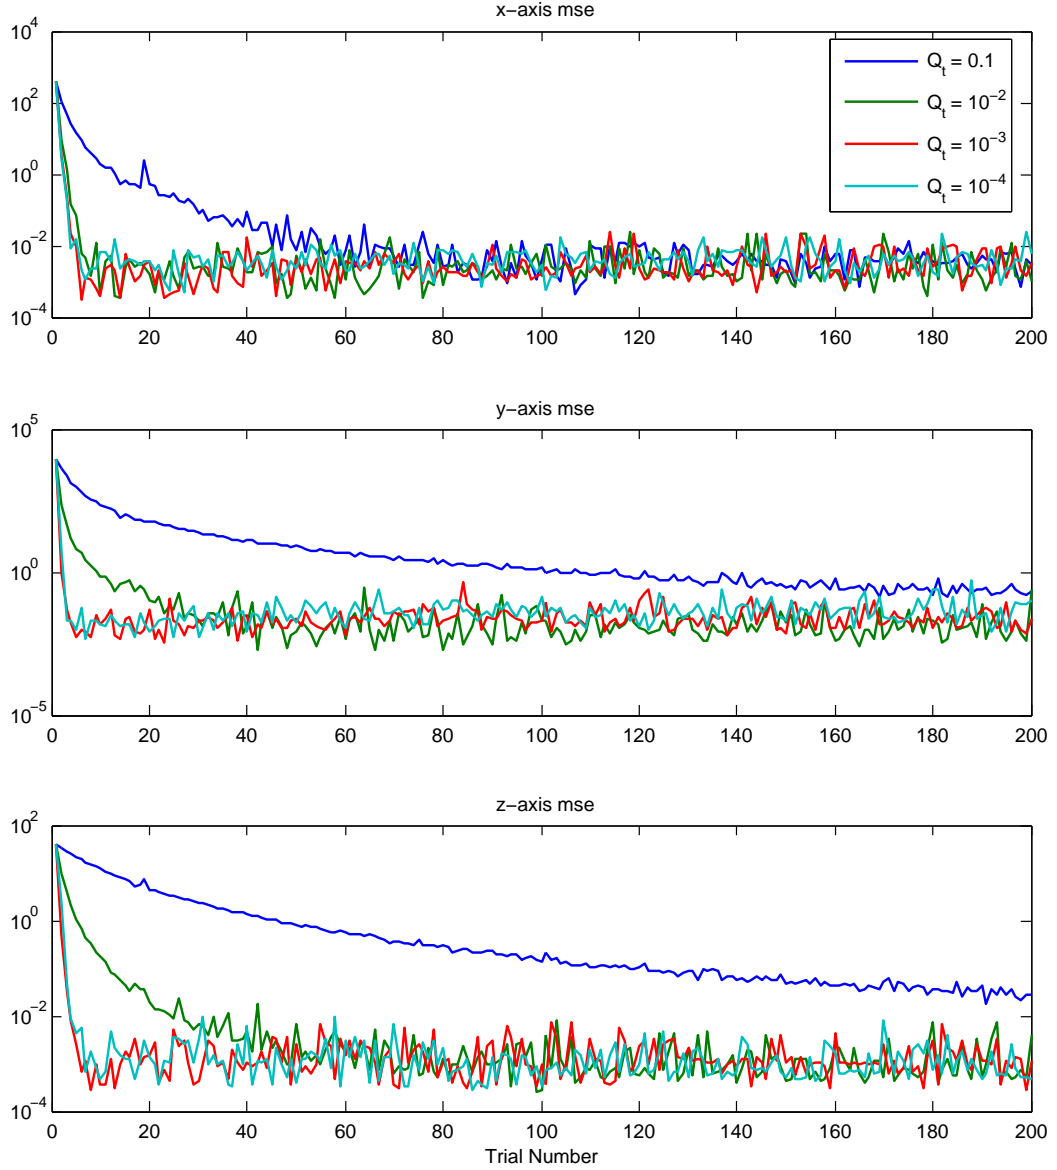 x−axis mse
10^4
10^2
10^0
10^−2
10^−4
0 20 40 60 80 100 120 140 160 180 200
Q_t = 0.1
Q_t = 10^−2
Q_t = 10^−3
Q_t = 10^−4
y−axis mse
10^5
10^0
10^−5
0 20 40 60 80 100 120 140 160 180 200
z−axis mse
10^2
10^0
10^−2
10^−4
0 20 40 60 80 100 120 140 160 180 200
Trial Number